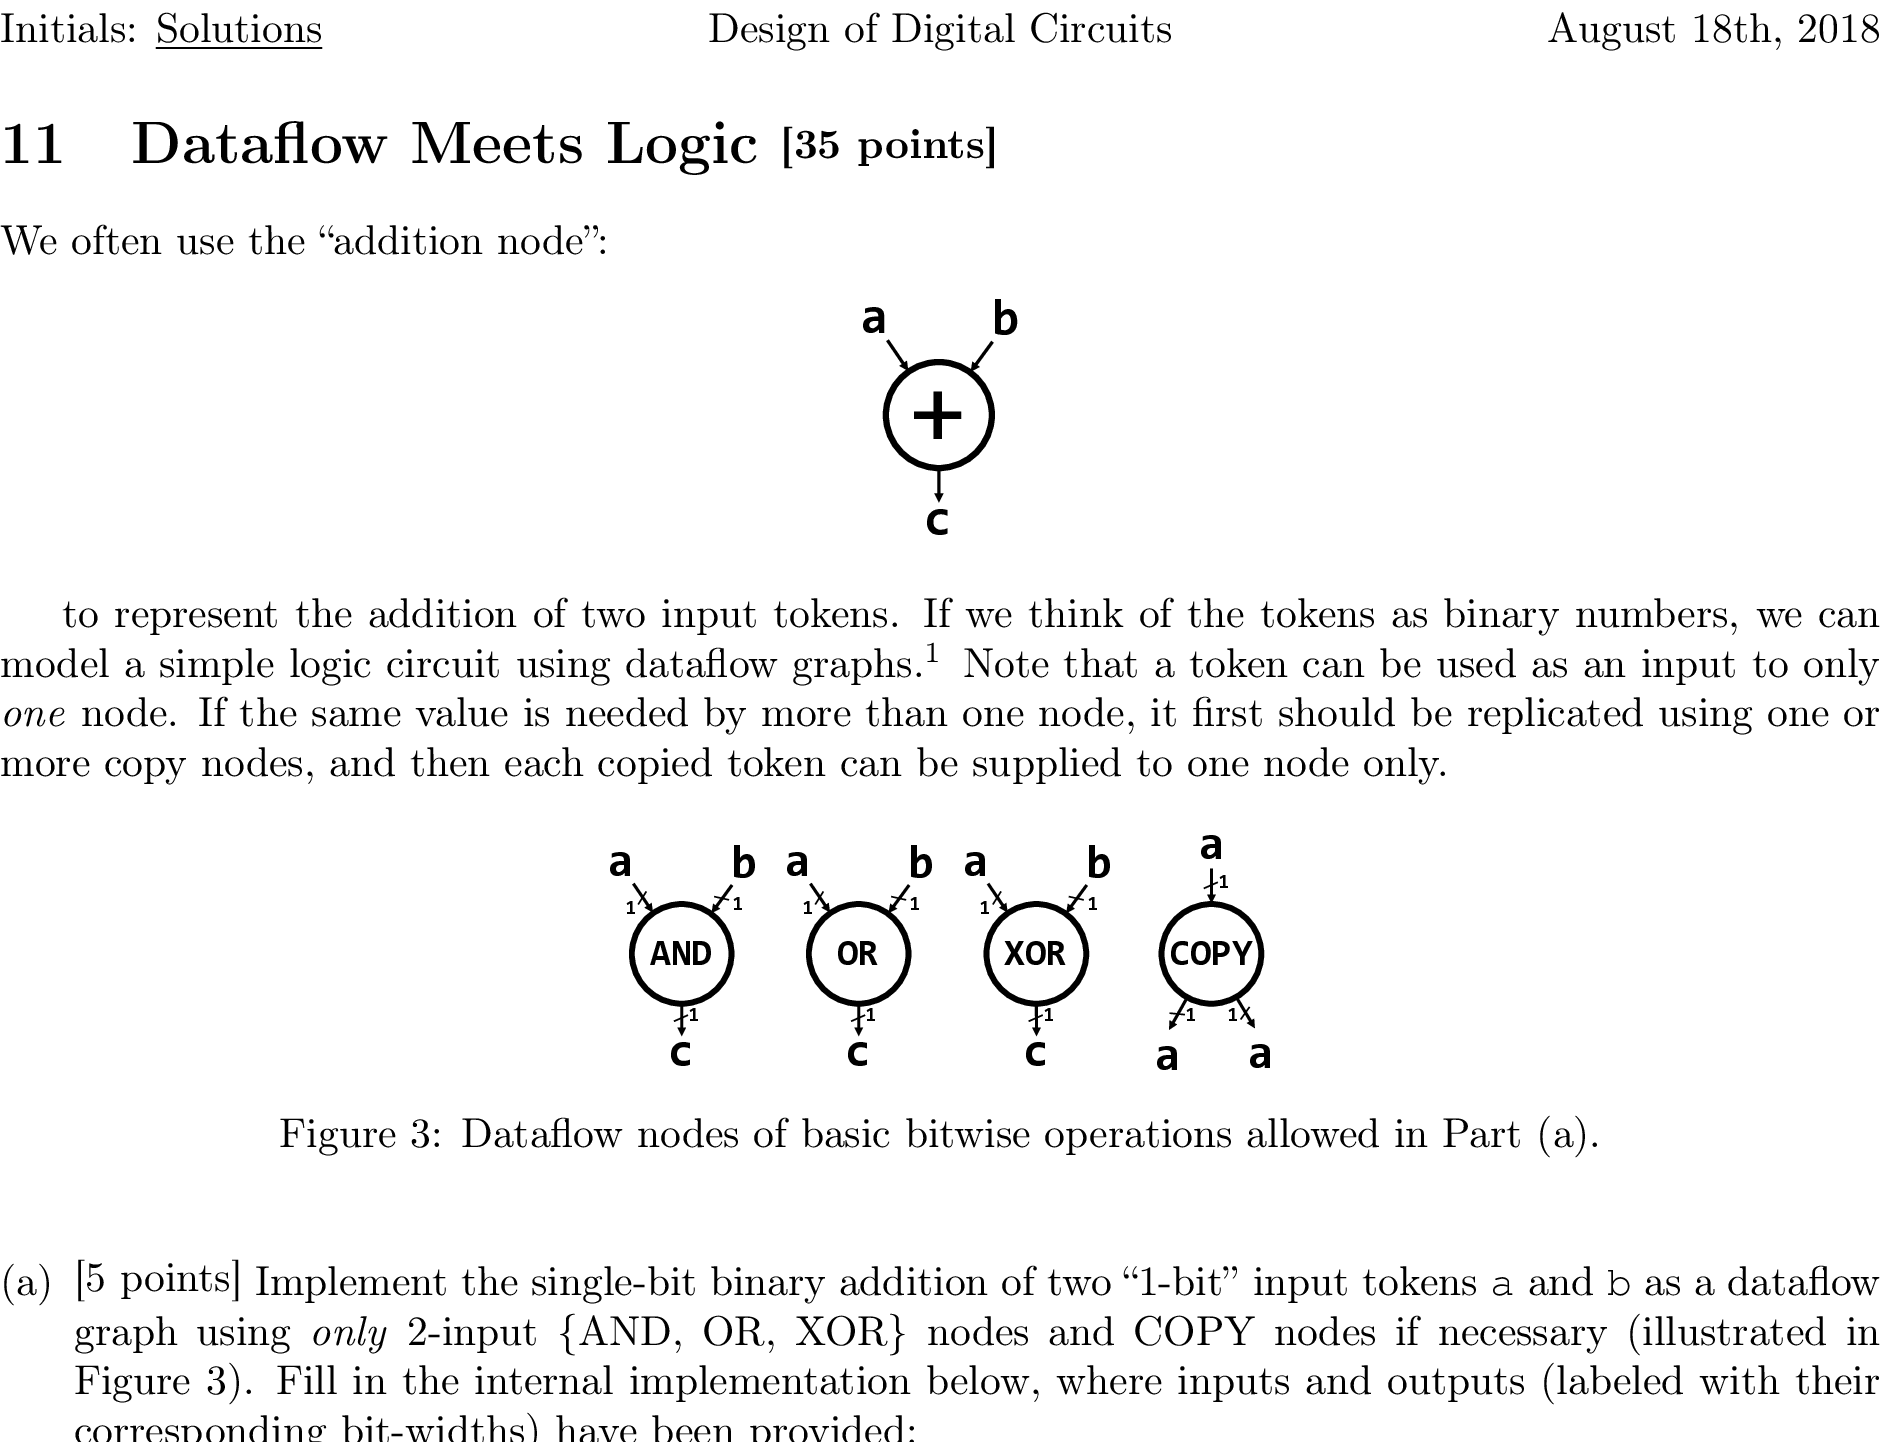 Initials: Solutions Design of Digital Circuits August 18th, 2018
11 Dataflow Meets Logic [35 points]
We often use the “addition node”:
a b
+
c
to represent the addition of two input tokens. If we think of the tokens as binary numbers, we can
model a simple logic circuit using dataflow graphs.1 Note that a token can be used as an input to only
one node. If the same value is needed by more than one node, it first should be replicated using one or
more copy nodes, and then each copied token can be supplied to one node only.
a b a b a b a
1 1 1 1 1 1 1
AND OR XOR COPY
1 1 1 1 1
c c c a a
Figure 3: Dataflow nodes of basic bitwise operations allowed in Part (a).
(a) [5 points] Implement the single-bit binary addition of two “1-bit” input tokens a and b as a dataflow
graph using only 2-input {AND, OR, XOR} nodes and COPY nodes if necessary (illustrated in
Figure 3). Fill in the internal implementation below, where inputs and outputs (labeled with their
corresponding bit-widths) have been provided: